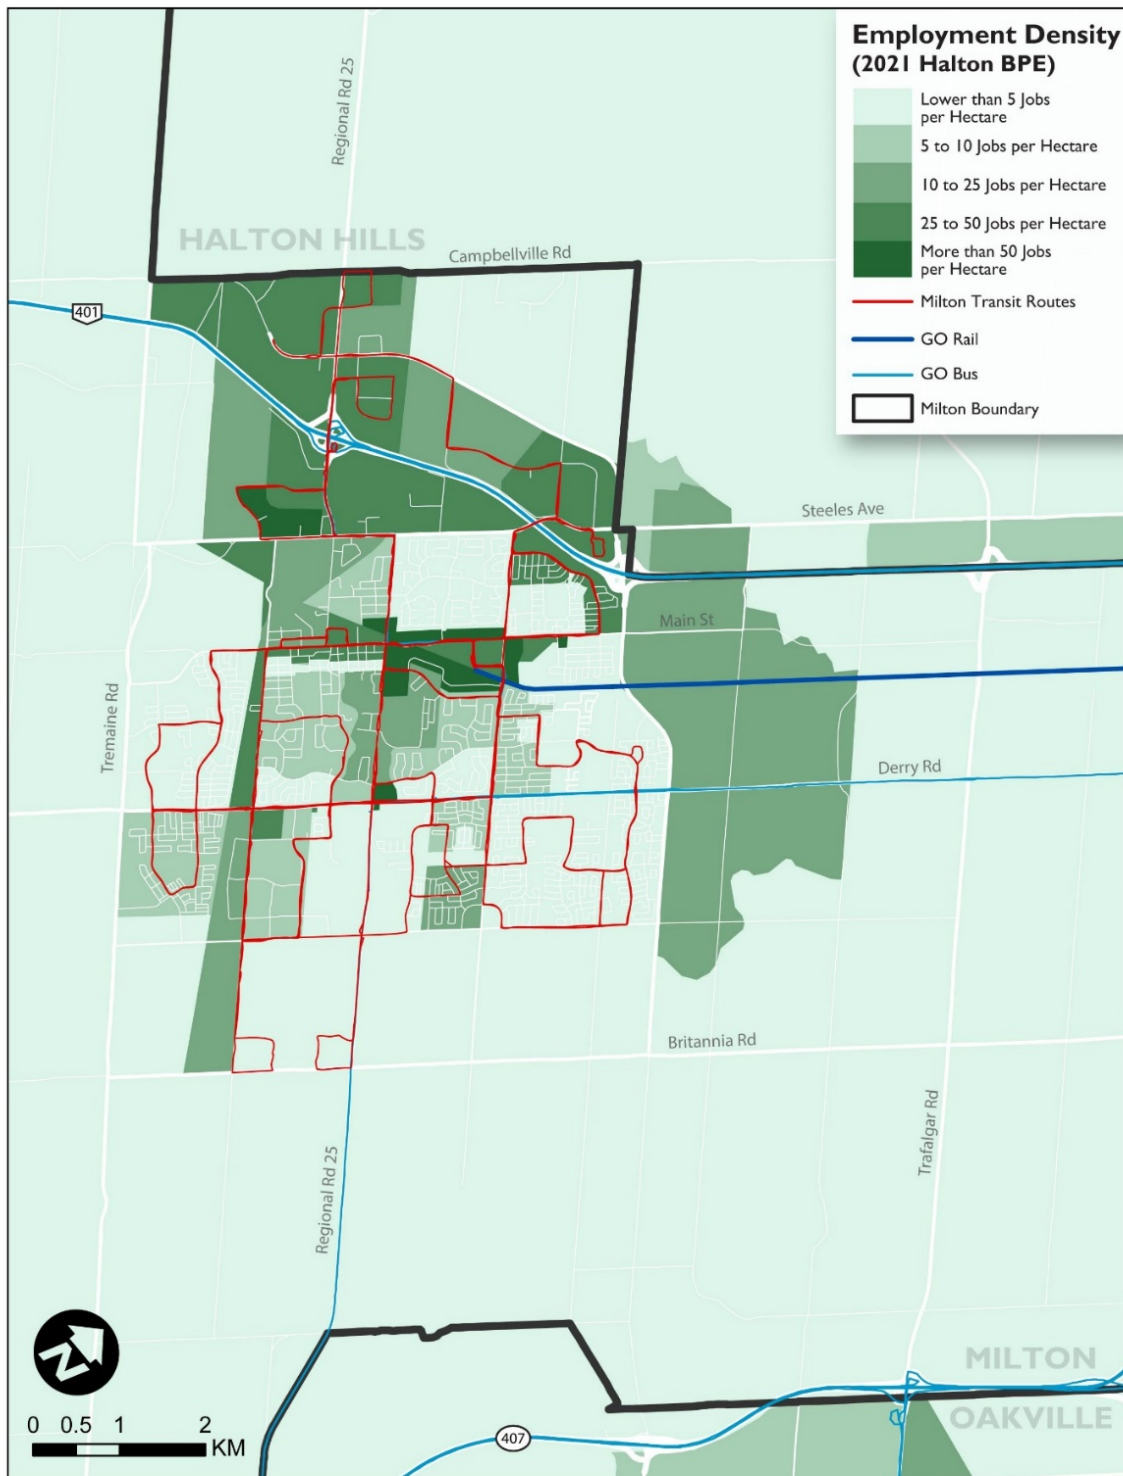 Employment Density
(2021 Halton BPE)
Lower than 5 Jobs
per Hectare
5 to 10 Jobs per Hectare
10 to 25 Jobs per Hectare
25 to 50 Jobs per Hectare
More than 50 Jobs
per Hectare
Milton Transit Routes
GO Rail
GO Bus
Milton Boundary
Regional Rd 25
HALTON HILLS
Campbellville Rd
401
Steeles Ave
Main St
Tremaine Rd
Derry Rd
Britannia Rd
Trafalgar Rd
Regional Rd 25
MILTON
OAKVILLE
407
N
0 0.5 1 2
KM